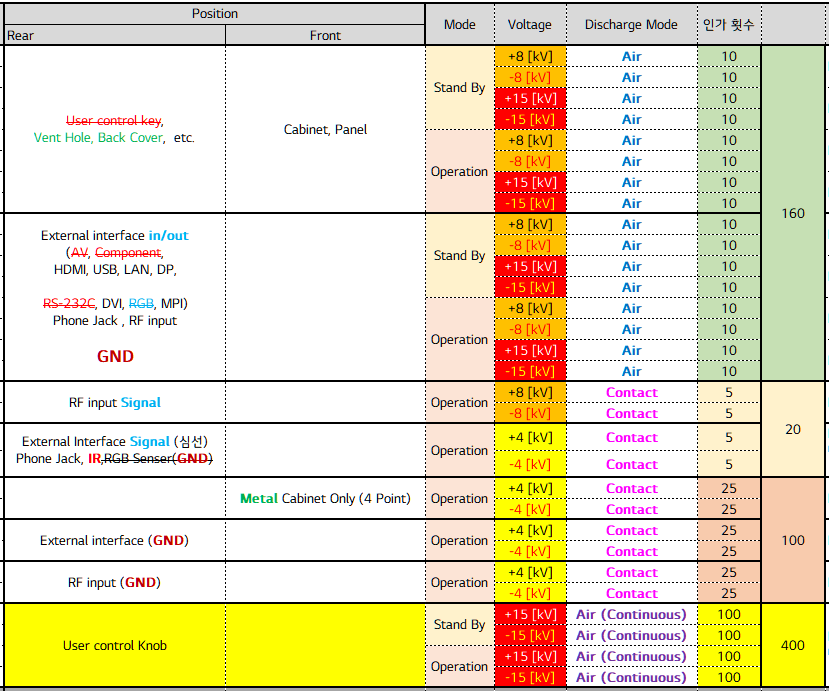 Position Mode Voltage Discharge Mode 인가 횟수
Rear Front
User control key,
Vent Hole, Back Cover, etc.
Cabinet, Panel
Stand By
+8 [kV] Air 10
-8 [kV] Air 10
+15 [kV] Air 10
-15 [kV] Air 10
Operation
+8 [kV] Air 10
-8 [kV] Air 10
+15 [kV] Air 10
-15 [kV] Air 10
160
External interface in/out
(AV, Component,
HDMI, USB, LAN, DP,
RS-232C, DVI, RGB, MPI)
Phone Jack , RF input
GND
Stand By
+8 [kV] Air 10
-8 [kV] Air 10
+15 [kV] Air 10
-15 [kV] Air 10
Operation
+8 [kV] Air 10
-8 [kV] Air 10
+15 [kV] Air 10
-15 [kV] Air 10
RF input Signal
Operation
+8 [kV] Contact 5
-8 [kV] Contact 5
20
External Interface Signal (심선)
Phone Jack, IR,RGB Senser(GND)
Operation
+4 [kV] Contact 5
-4 [kV] Contact 5
Metal Cabinet Only (4 Point)
Operation
+4 [kV] Contact 25
-4 [kV] Contact 25
100
External interface (GND)
Operation
+4 [kV] Contact 25
-4 [kV] Contact 25
RF input (GND)
Operation
+4 [kV] Contact 25
-4 [kV] Contact 25
User control Knob
Stand By
+15 [kV] Air (Continuous) 100
-15 [kV] Air (Continuous) 100
Operation
+15 [kV] Air (Continuous) 100
-15 [kV] Air (Continuous) 100
400